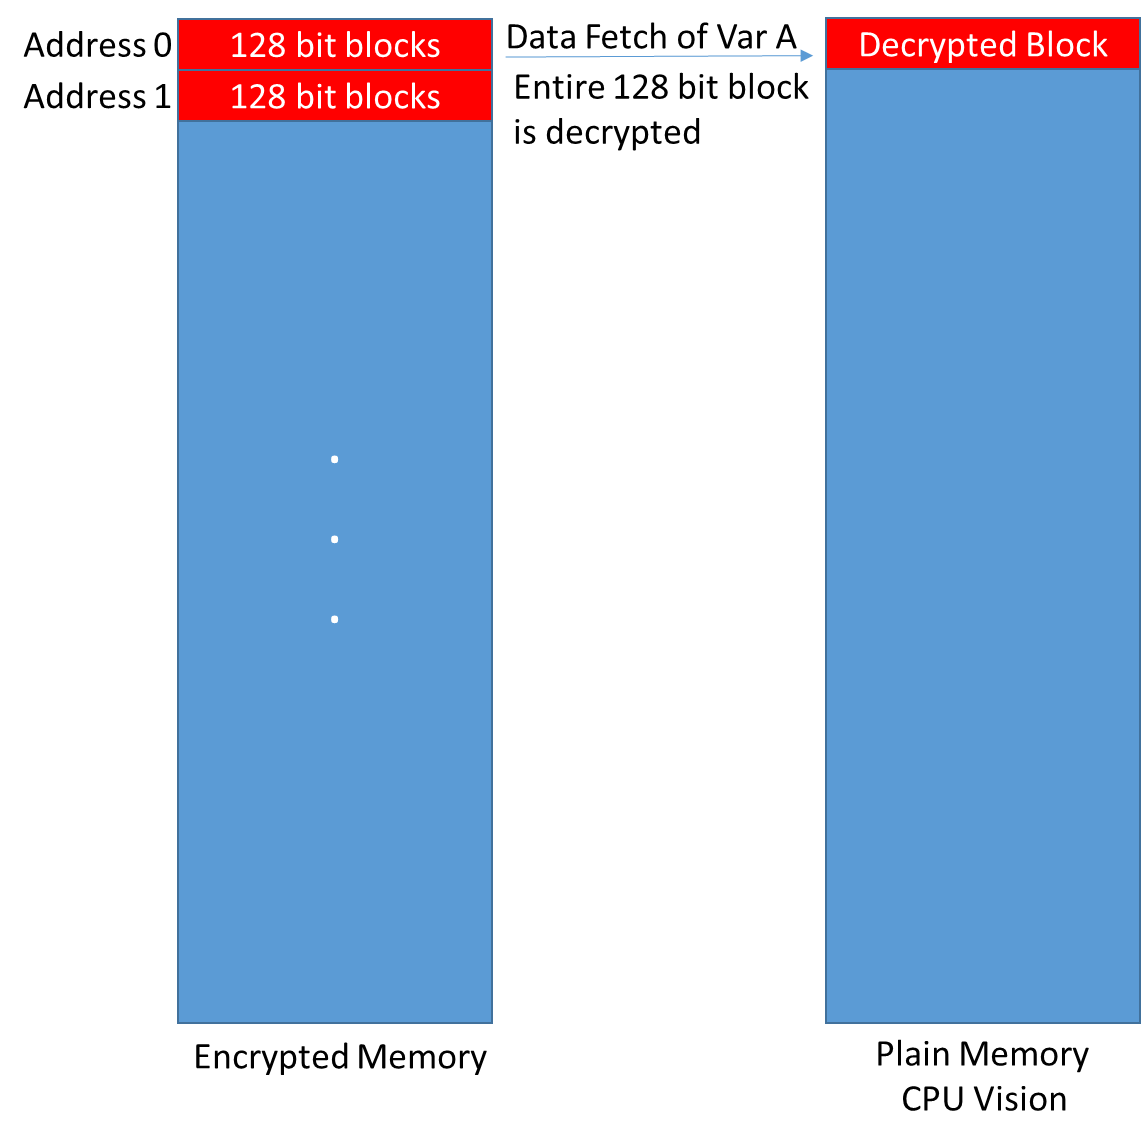 Address 0
128 bit blocks
Data Fetch of Var A
Decrypted Block
Address 1
128 bit blocks
Entire 128 bit block
is decrypted
Encrypted Memory
Plain Memory
CPU Vision